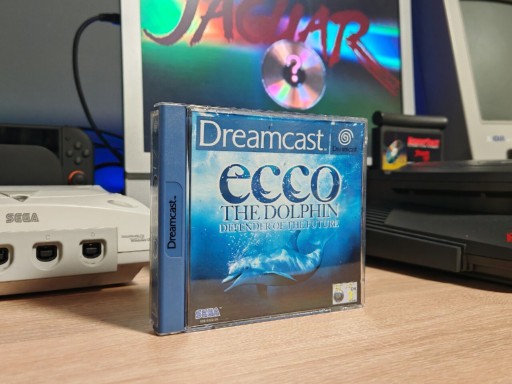 JAGUAR
?
Dreamcast
Dreamcast
ecco
THE DOLPHIN
DEFENDER OF THE FUTURE
SEGA
SEGA